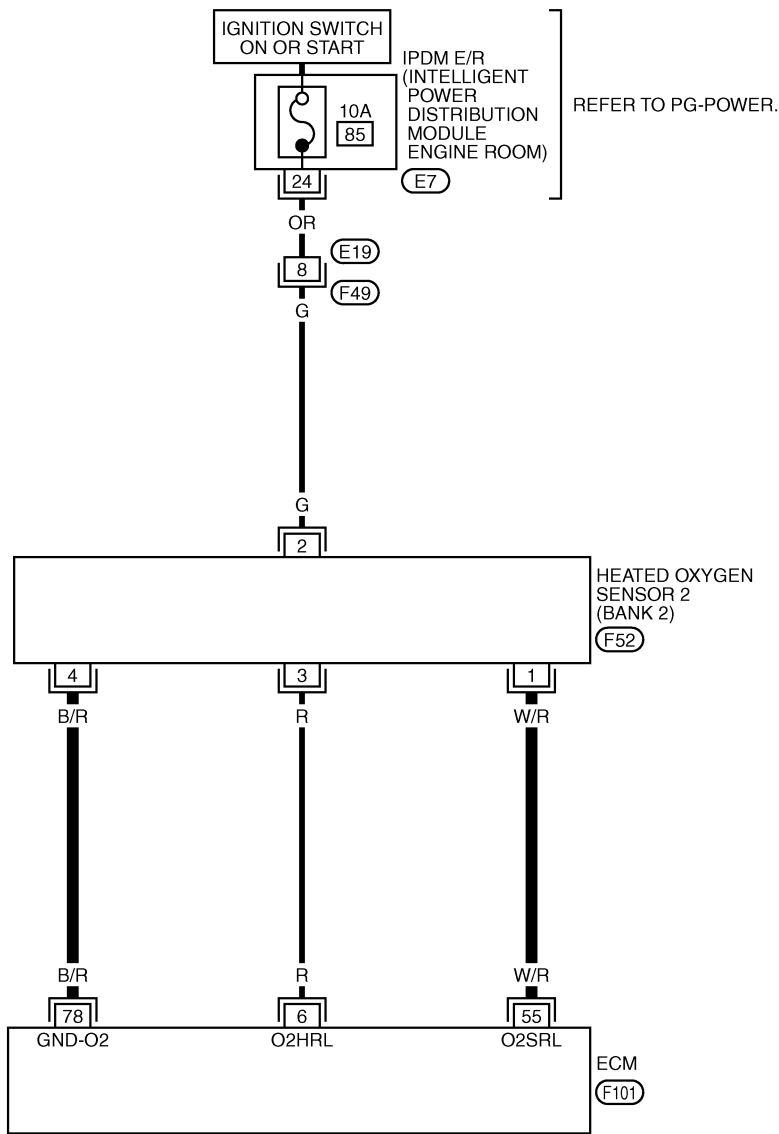 IGNITION SWITCH
ON OR START
IPDM E/R
(INTELLIGENT
POWER
DISTRIBUTION
MODULE
ENGINE ROOM)
REFER TO PG-POWER.
10A
85
24
E7
OR
E19
8
F49
G
G
2
HEATED OXYGEN
SENSOR 2
(BANK 2)
F52
4
3
1
B/R
R
W/R
B/R
R
W/R
78
6
55
GND-O2
O2HRL
O2SRL
ECM
F101